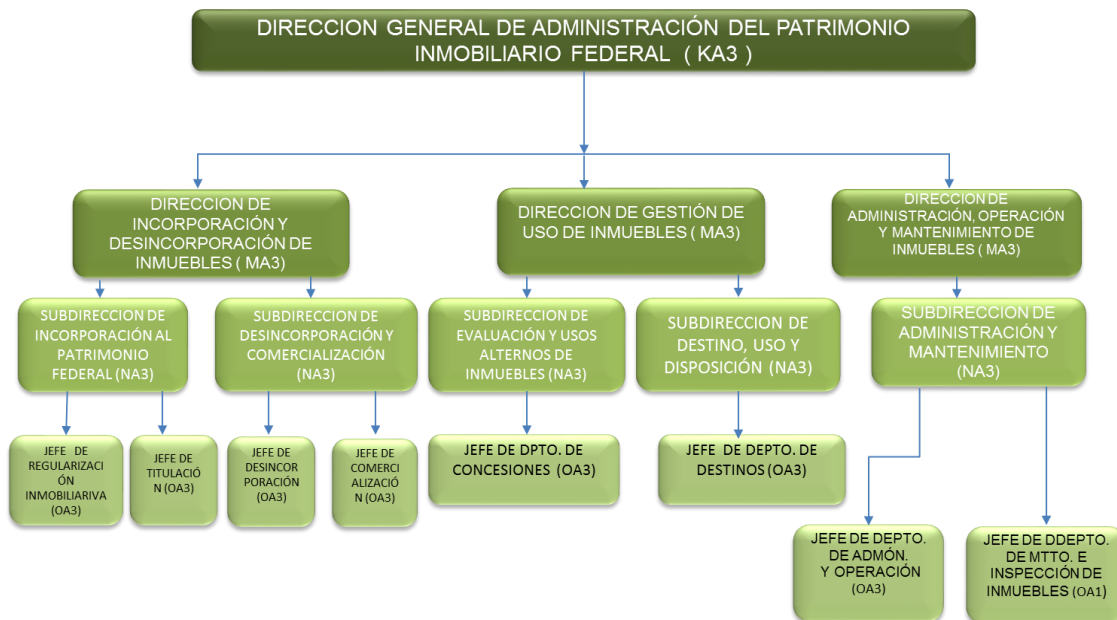 DIRECCION GENERAL DE ADMINISTRACIÓN DEL PATRIMONIO
INMOBILIARIO FEDERAL ( KA3 )
DIRECCION DE
INCORPORACIÓN Y
DESINCORPORACIÓN DE
INMUEBLES ( MA3)
DIRECCION DE GESTIÓN DE
USO DE INMUEBLES ( MA3)
DIRECCION DE
ADMINISTRACIÓN, OPERACIÓN
Y MANTENIMIENTO DE
INMUEBLES ( MA3)
SUBDIRECCION DE
INCORPORACIÓN AL
PATRIMONIO
FEDERAL (NA3)
SUBDIRECCION DE
DESINCORPORACIÓN Y
COMERCIALIZACIÓN
(NA3)
SUBDIRECCION DE
EVALUACIÓN Y USOS
ALTERNOS DE
INMUEBLES (NA3)
SUBDIRECCION DE
DESTINO, USO Y
DISPOSICIÓN (NA3)
SUBDIRECCION DE
ADMINISTRACIÓN Y
MANTENIMIENTO
(NA3)
JEFE DE
REGULARIZACI
ÓN
INMOBILIARIVA
(OA3)
JEFE DE
TITULACIÓ
N (OA3)
JEFE DE
DESINCOR
PORACIÓN
(OA3)
JEFE DE
COMERCI
ALIZACIÓ
N (OA3)
JEFE DE DPTO. DE
CONCESIONES (OA3)
JEFE DE DEPTO. DE
DESTINOS (OA3)
JEFE DE DEPTO.
DE ADMÓN.
Y OPERACIÓN
(OA3)
JEFE DE DDEPTO.
DE MTTO. E
INSPECCIÓN DE
INMUEBLES (OA1)